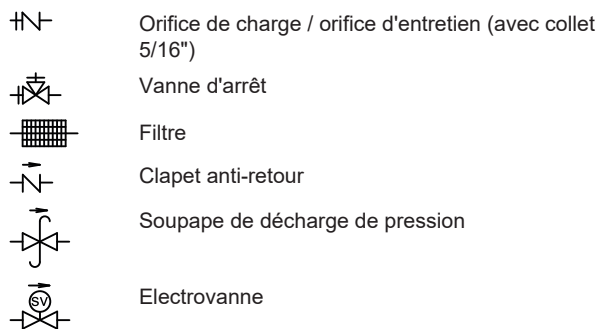 Orifice de charge / orifice d'entretien (avec collet
5/16")
Vanne d'arrêt
Filtre
Clapet anti-retour
Soupape de décharge de pression
SV
Electrovanne